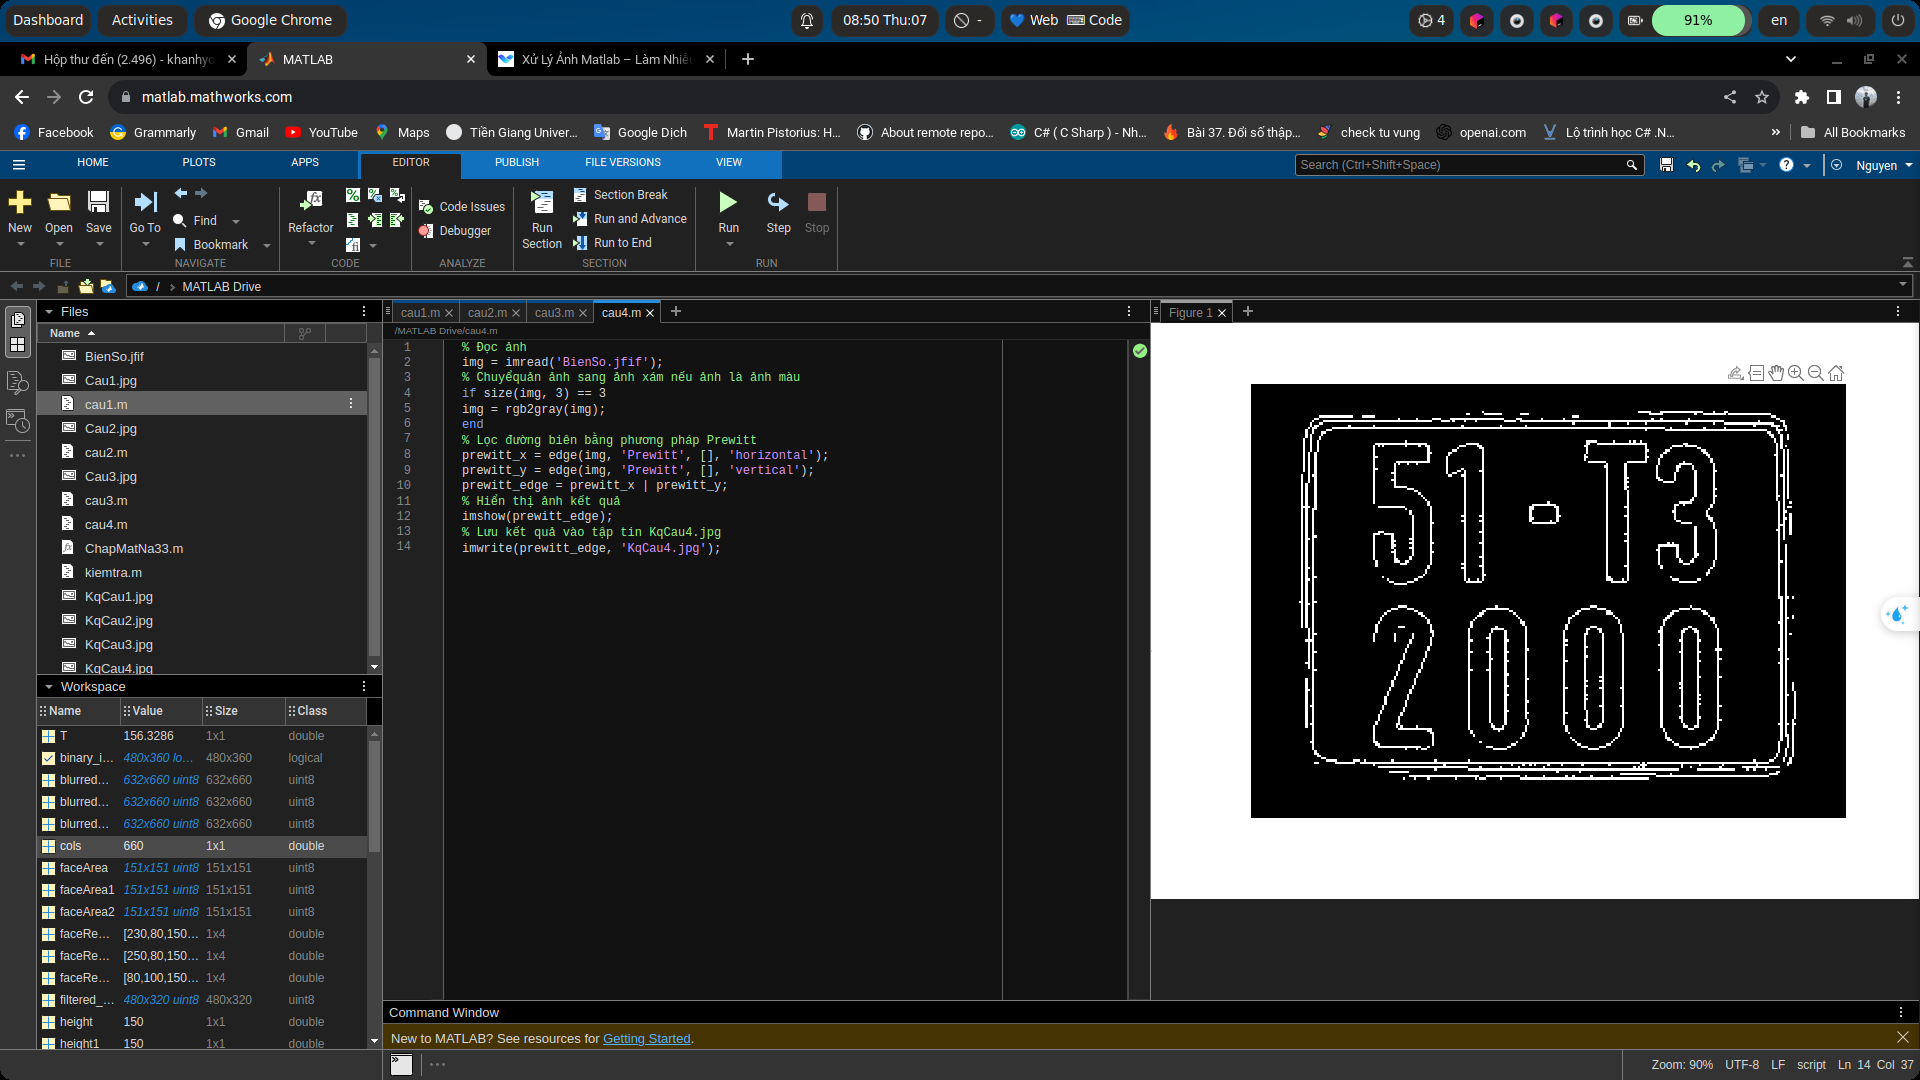 Dashboard
Activities
Google Chrome
08:50 Thu:07
-
Web
Code
4
91%
en
Hộp thư đến (2.496) - khanhyc
MATLAB
Xử Lý Ảnh Matlab – Làm Nhiễu
matlab.mathworks.com
Facebook
Grammarly
Gmail
YouTube
Maps
Tiền Giang Univer...
Google Dịch
Martin Pistorius: H...
About remote repo...
C# ( C Sharp ) - Nh...
Bài 37. Đổi số thập...
check tu vung
openai.com
Lộ trình học C# .N...
»
All Bookmarks
HOME
PLOTS
APPS
EDITOR
PUBLISH
FILE VERSIONS
VIEW
Search (Ctrl+Shift+Space)
Nguyen
New
Open
Save
FILE
Go To
Find
Bookmark
NAVIGATE
Refactor
CODE
Code Issues
Debugger
ANALYZE
Run
Section
Section Break
Run and Advance
Run to End
SECTION
Run
Step
Stop
RUN
/ › MATLAB Drive
Files
Name
BienSo.jfif
Cau1.jpg
cau1.m
Cau2.jpg
cau2.m
Cau3.jpg
cau3.m
cau4.m
ChapMatNa33.m
kiemtra.m
KqCau1.jpg
KqCau2.jpg
KqCau3.jpg
KqCau4.jpg
Workspace
Name Value Size Class
T 156.3286 1x1 double
binary_i... 480x360 lo... 480x360 logical
blurred... 632x660 uint8 632x660 uint8
blurred... 632x660 uint8 632x660 uint8
blurred... 632x660 uint8 632x660 uint8
cols 660 1x1 double
faceArea 151x151 uint8 151x151 uint8
faceArea1 151x151 uint8 151x151 uint8
faceArea2 151x151 uint8 151x151 uint8
faceRe... [230,80,150... 1x4 double
faceRe... [250,80,150... 1x4 double
faceRe... [80,100,150... 1x4 double
filtered_... 480x320 uint8 480x320 uint8
height 150 1x1 double
height1 150 1x1 double
cau1.m
cau2.m
cau3.m
cau4.m
/MATLAB Drive/cau4.m
1 % Đọc ảnh
2 img = imread('BienSo.jfif');
3 % Chuyểquản ảnh sang ảnh xám nếu ảnh là ảnh màu
4 if size(img, 3) == 3
5 img = rgb2gray(img);
6 end
7 % Lọc đường biên bằng phương pháp Prewitt
8 prewitt_x = edge(img, 'Prewitt', [], 'horizontal');
9 prewitt_y = edge(img, 'Prewitt', [], 'vertical');
10 prewitt_edge = prewitt_x | prewitt_y;
11 % Hiển thị ảnh kết quả
12 imshow(prewitt_edge);
13 % Lưu kết quả vào tập tin KqCau4.jpg
14 imwrite(prewitt_edge, 'KqCau4.jpg');
Figure 1
51-T3
2000
Command Window
New to MATLAB? See resources for Getting Started.
Zoom: 90% UTF-8 LF script Ln 14 Col 37